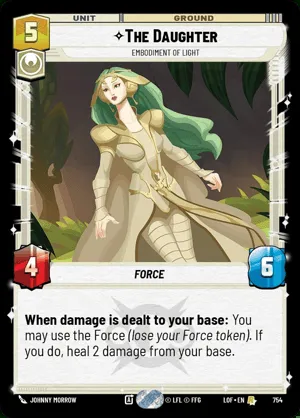 UNIT GROUND
5
THE DAUGHTER
EMBODIMENT OF LIGHT
4
FORCE
6
When damage is dealt to your base: You
may use the Force (lose your Force token). If
you do, heal 2 damage from your base.
JOHNNY MORROW © LFL © FFG LOF • EN 754